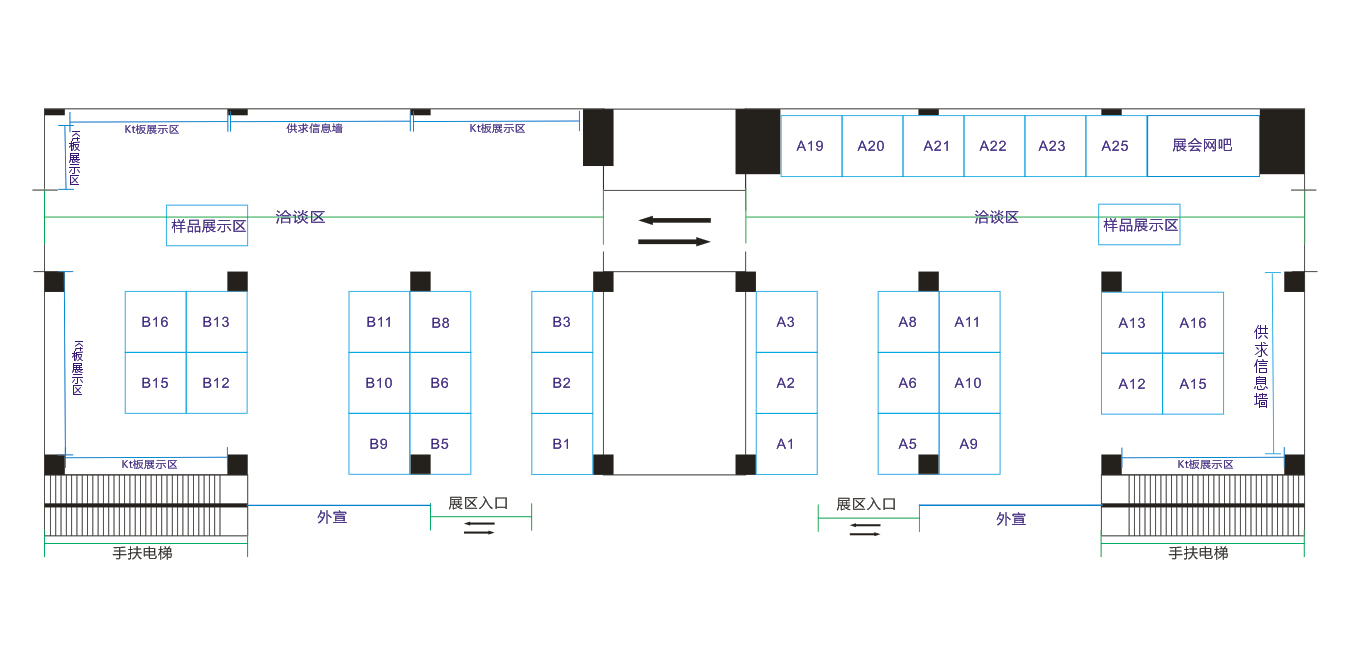 Kt板展示区
供求信息墙
Kt板展示区
Kt板展示区
A19
A20
A21
A22
A23
A25
展会网吧
样品展示区
洽谈区
洽谈区
样品展示区
B16
B13
B11
B8
B3
A3
A8
A11
A13
A16
Kt板展示区
B15
B12
B10
B6
B2
A2
A6
A10
A12
A15
供求信息墙
B9
B5
B1
A1
A5
A9
Kt板展示区
Kt板展示区
外宣
展区入口
展区入口
外宣
手扶电梯
手扶电梯